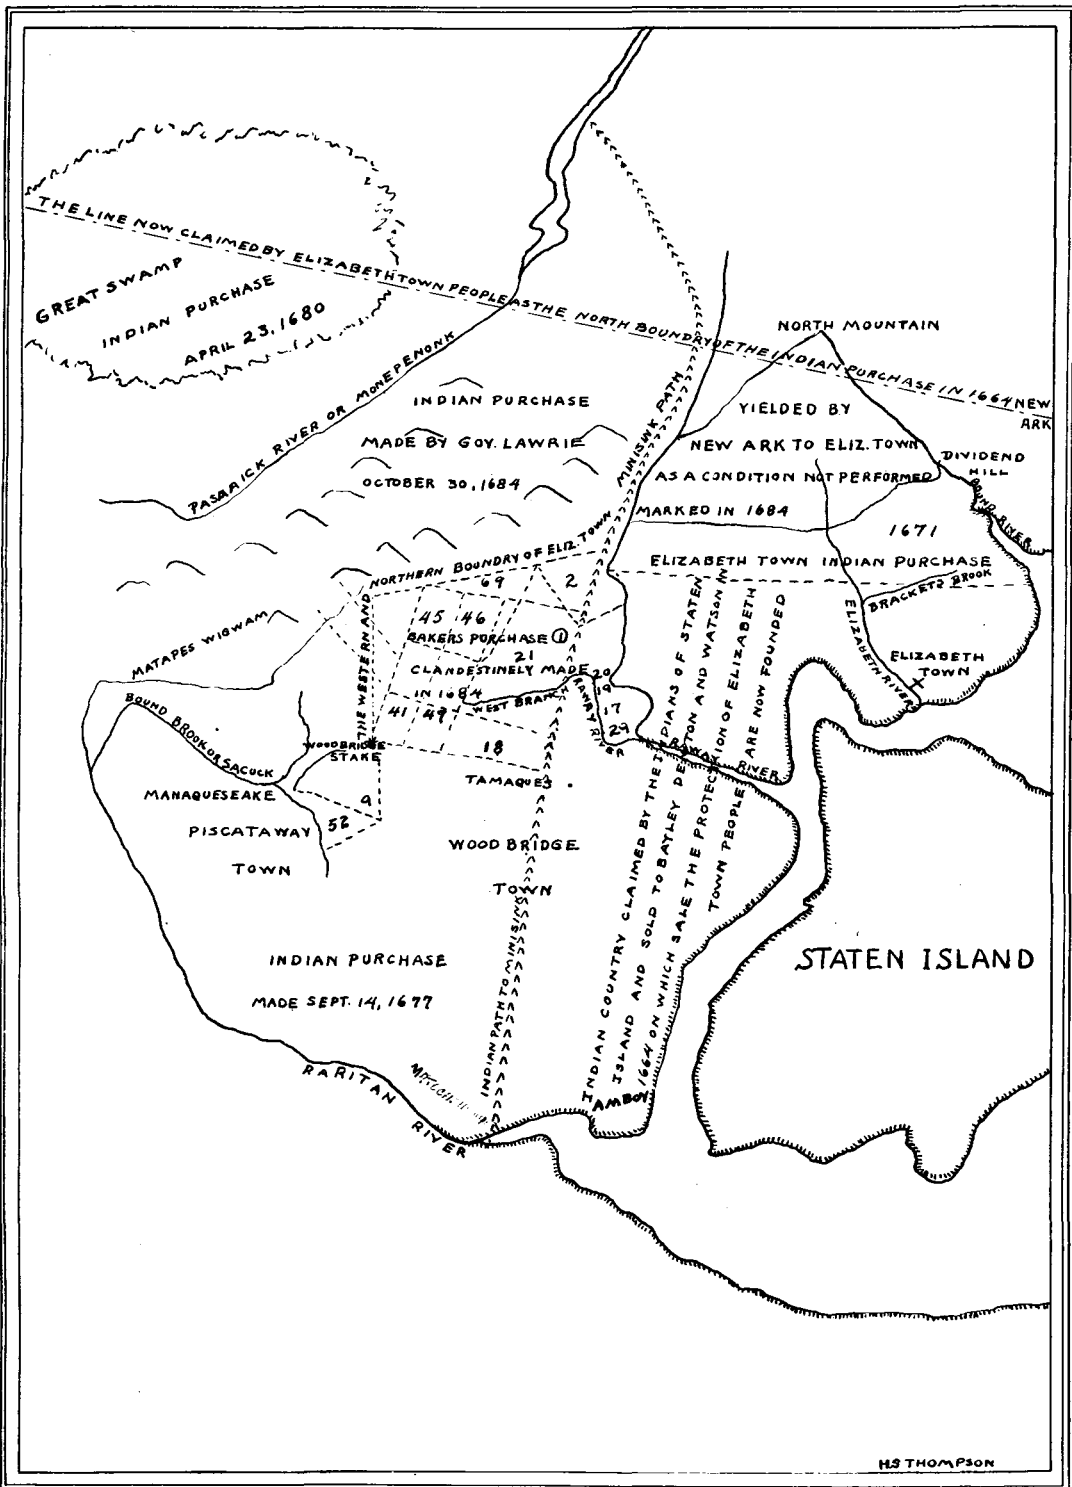 THE LINE NOW CLAIMED BY ELIZABETHTOWN PEOPLE AS THE NORTH BOUNDRY OF THE INDIAN PURCHASE IN 1664
NEW
ARK
GREAT SWAMP
INDIAN PURCHASE
APRIL 23, 1680
NORTH MOUNTAIN
PASAAICK RIVER OR MONEPENONK
INDIAN PURCHASE
MADE BY GOV. LAWRIE
OCTOBER 30, 1684
MINISINK PATH
YIELDED BY
NEW ARK TO ELIZ. TOWN
AS A CONDITION NOT PERFORMED
MARKED IN 1684
DIVIDEND
HILL
BOUND RIVER
1671
ELIZABETH TOWN INDIAN PURCHASE
BRACKETS BROOK
ELIZABETH RIVER
ELIZABETH
TOWN
NORTHERN BOUNDRY OF ELIZ. TOWN
THE WESTERN AND
69
2
45
46
BAKERS PURCHASE 1
21
CLANDESTINELY MADE
IN 1684
WEST BRANCH
20
19
17
29
RAWAY RIVER
RAWAY RIVER
41
49
18
MATAPES WIGWAM
BOUND BROOK OR SACUCK
WOODBRIDGE
STAKE
MANAQUESEAKE
PISCATAWAY
TOWN
9
52
TAMAQUES
WOODBRIDGE
TOWN
INDIAN PATH TO MINISINK
INDIAN COUNTRY CLAIMED BY THE INDIANS OF STATEN
ISLAND AND SOLD TO BATLEY DENTON AND WATSON IN
1664 ON WHICH SALE THE PROTECTION OF ELIZABETH
TOWN PEOPLE ARE NOW FOUNDED
STATEN ISLAND
INDIAN PURCHASE
MADE SEPT. 14, 1677
RARITAN
RIVER
AMBOY
H.S THOMPSON